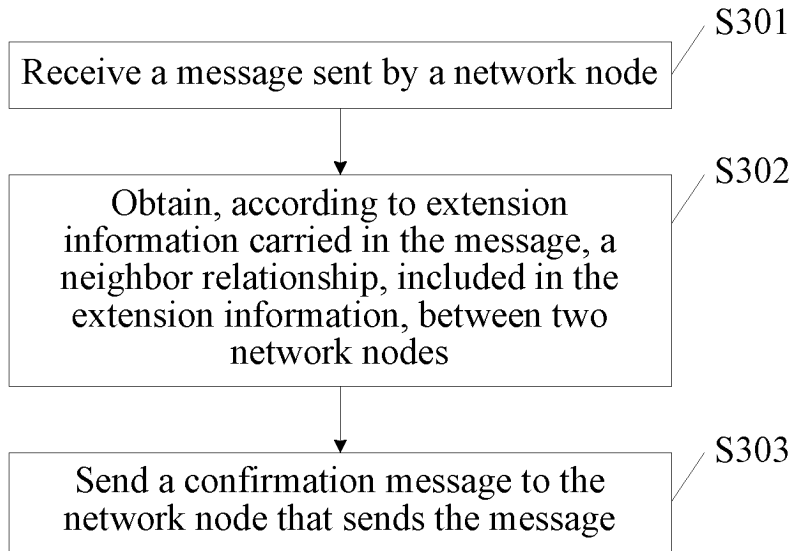 S301
Receive a message sent by a network node
S302
Obtain, according to extension
information carried in the message, a
neighbor relationship, included in the
extension information, between two
network nodes
S303
Send a confirmation message to the
network node that sends the message